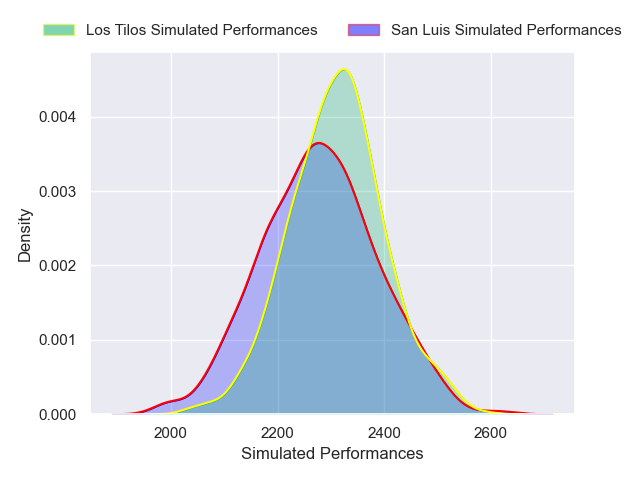 Los Tilos Simulated Performances San Luis Simulated Performances
0.004
0.003
0.002
0.001
0.000
Density
2000 2200 2400 2600
Simulated Performances